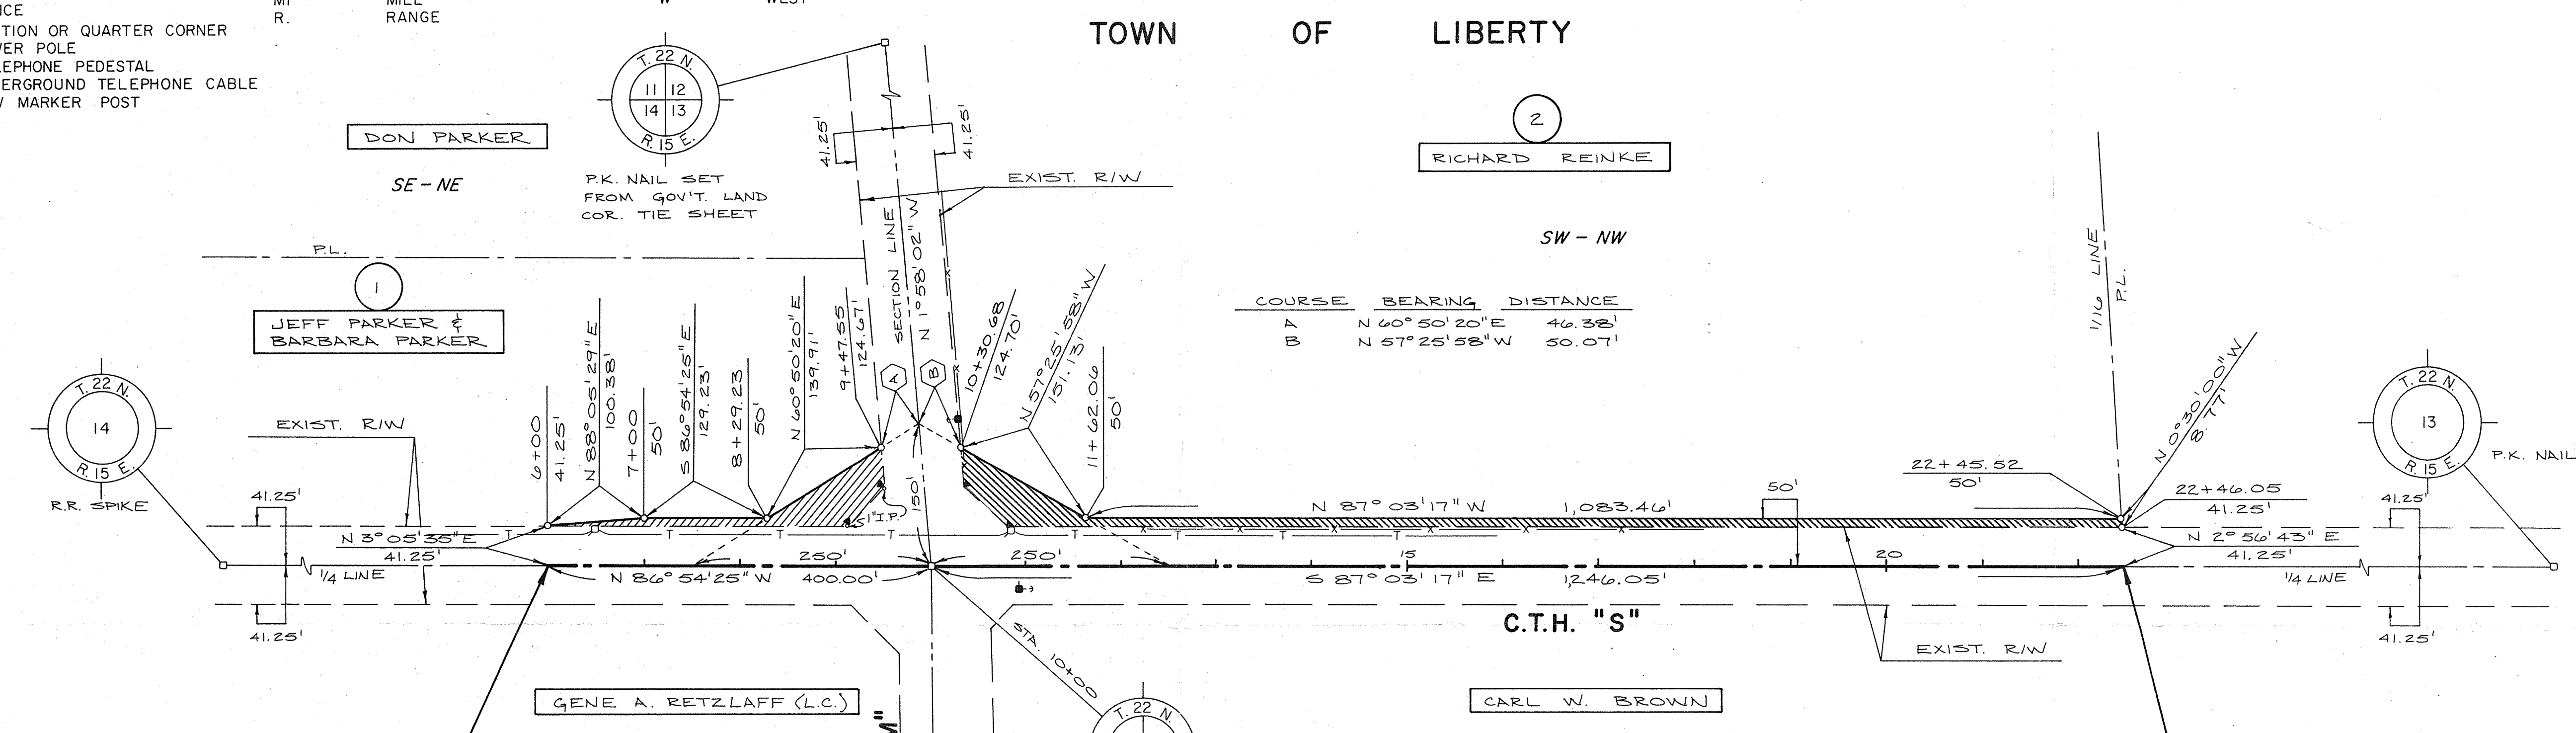 MI MILE
W WEST
R. RANGE
TION OR QUARTER CORNER
VER POLE
LEPHONE PEDESTAL
ERGROUND TELEPHONE CABLE
MARKER POST
TOWN OF LIBERTY
T. 22 N.
11 12
14 13
R. 15 E.
P.K. NAIL SET
FROM GOV'T. LAND
COR. TIE SHEET
DON PARKER
SE-NE
P.L.
1
JEFF PARKER &
BARBARA PARKER
41.25'
41.25'
EXIST. R/W
SECTION LINE
N 1° 58' 02" W
2
RICHARD REINKE
SW-NW
COURSE BEARING DISTANCE
A N 60° 50' 20" E 46.38'
B N 57° 25' 58" W 50.07'
1/16 LINE
P.L.
T. 22 N.
14
R. 15 E.
R.R. SPIKE
EXIST. R/W
6+00
41.25'
N 88° 05' 29" E
100.38'
7+00
50'
S 86° 54' 25" E
129.23'
8+29.23
50'
N 60° 50' 20" E
139.91'
9+47.55
124.67'
A
B
10+30.68
124.70'
N 57° 25' 58" W
151.13'
11+62.06
50'
1" I.P.
150'
N 87° 03' 17" W 1,083.46'
50'
22+45.52
50'
N 0° 30' 00" W
8.77'
22+46.05
41.25'
N 2° 56' 43" E
41.25'
T. 22 N.
13
R. 15 E.
P.K. NAIL
41.25'
41.25'
41.25'
41.25'
N 3° 05' 35" E
41.25'
1/4 LINE
T T T T T T T T
250' 250'
15
20
N 86° 54' 25" W 400.00'
S 87° 03' 17" E 1,246.05'
1/4 LINE
C.T.H. "S"
EXIST. R/W
STA. 10+00
GENE A. RETZLAFF (L.C.)
CARL W. BROWN
T. 22 N.